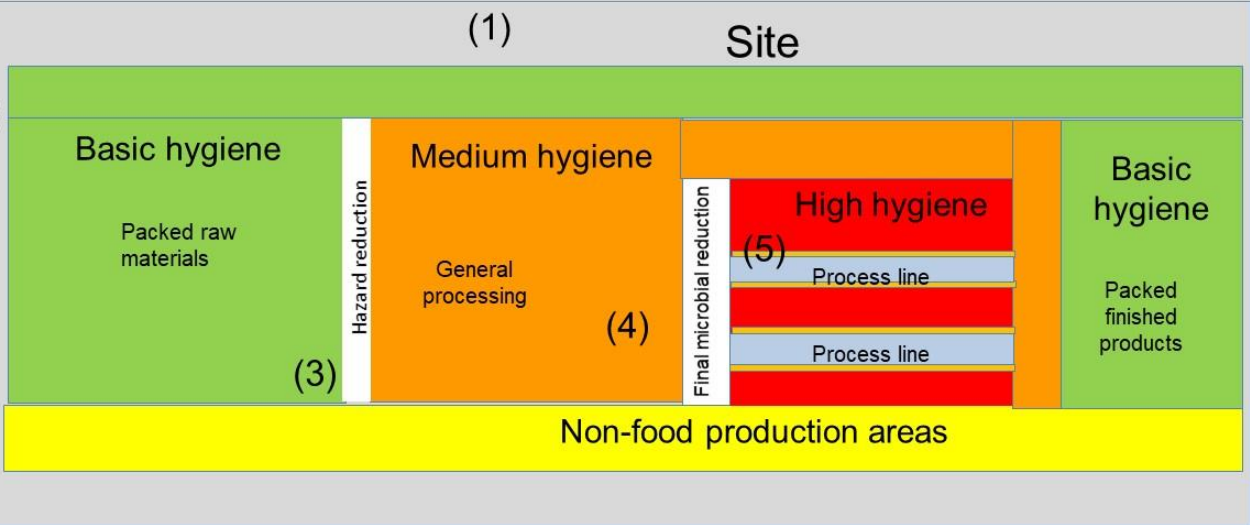 (1)
Site
Basic hygiene
Packed raw
materials
(3)
Hazard reduction
Medium hygiene
General
processing
(4)
Final microbial reduction
High hygiene
(5)
Process line
Process line
Basic
hygiene
Packed
finished
products
Non-food production areas